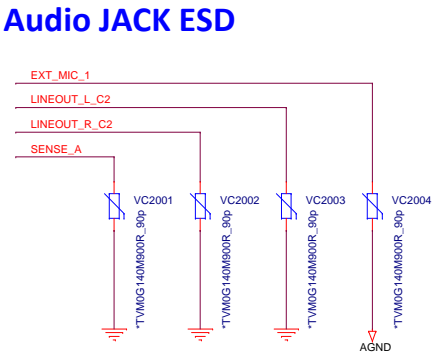 Audio JACK ESD
EXT_MIC_1
LINEOUT_L_C2
LINEOUT_R_C2
SENSE_A
VC2001
*TVM0G140M900R_90p
VC2002
*TVM0G140M900R_90p
VC2003
*TVM0G140M900R_90p
VC2004
*TVM0G140M900R_90p
AGND